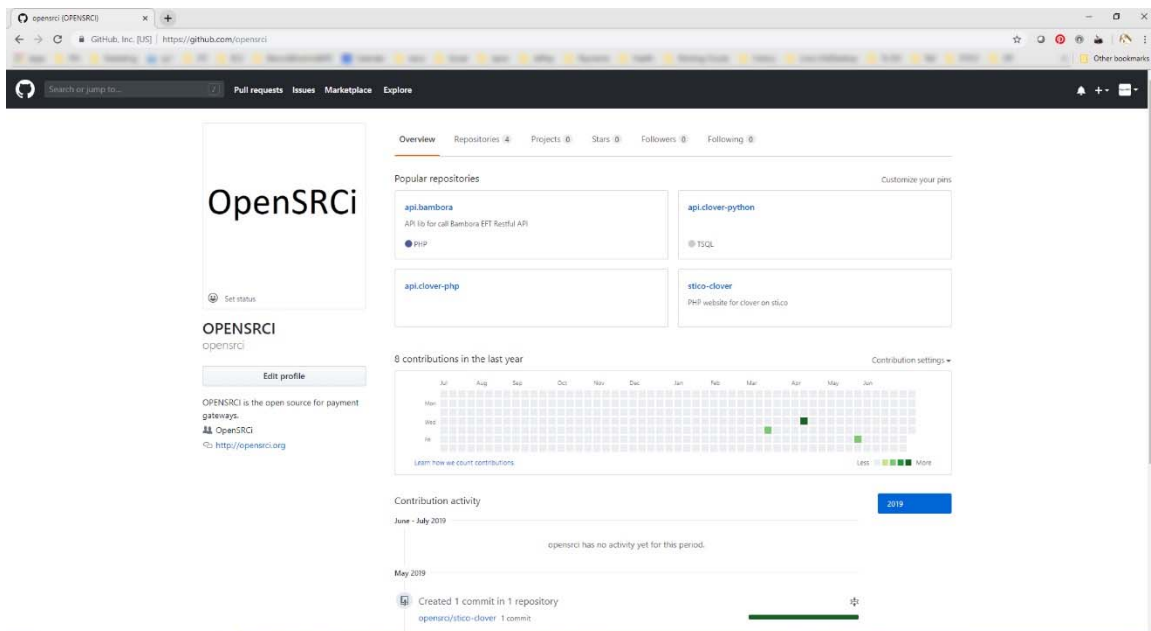 opensrci (OPENSRCI)
GitHub, Inc. [US] | https://github.com/opensrci
Other bookmarks
Search or jump to...
Pull requests Issues Marketplace Explore
OpenSRCi
Set status
OPENSRCI
opensrci
Edit profile
OPENSRCI is the open source for payment
gateways.
OpenSRCi
http://opensrci.org
Overview Repositories 4 Projects 0 Stars 0 Followers 0 Following 0
Popular repositories Customize your pins
api.bambora
API lib for call Bambora EFT Restful API
PHP
api.clover-python
TSQL
api.clover-php
stico-clover
PHP website for clover on sti.co
8 contributions in the last year Contribution settings
Jul Aug Sep Oct Nov Dec Jan Feb Mar Apr May Jun
Mon
Wed
Fri
Learn how we count contributions. Less More
Contribution activity 2019
June - July 2019
opensrci has no activity yet for this period.
May 2019
Created 1 commit in 1 repository
opensrci/stico-clover 1 commit